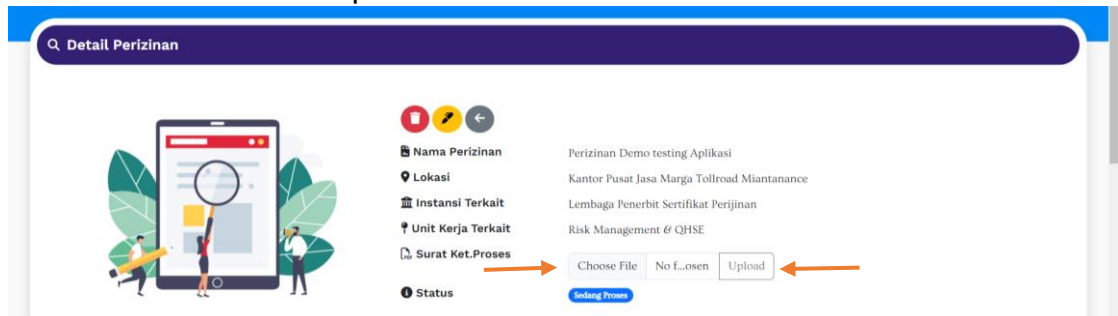 Detail Perizinan
Nama Perizinan Perizinan Demo testing Aplikasi
Lokasi Kantor Pusat Jasa Marga Tollroad Miantanance
Instansi Terkait Lembaga Penerbit Sertifikat Perijinan
Unit Kerja Terkait Risk Management & QHSE
Surat Ket.Proses Choose File No f...osen Upload
Status Sedang Proses